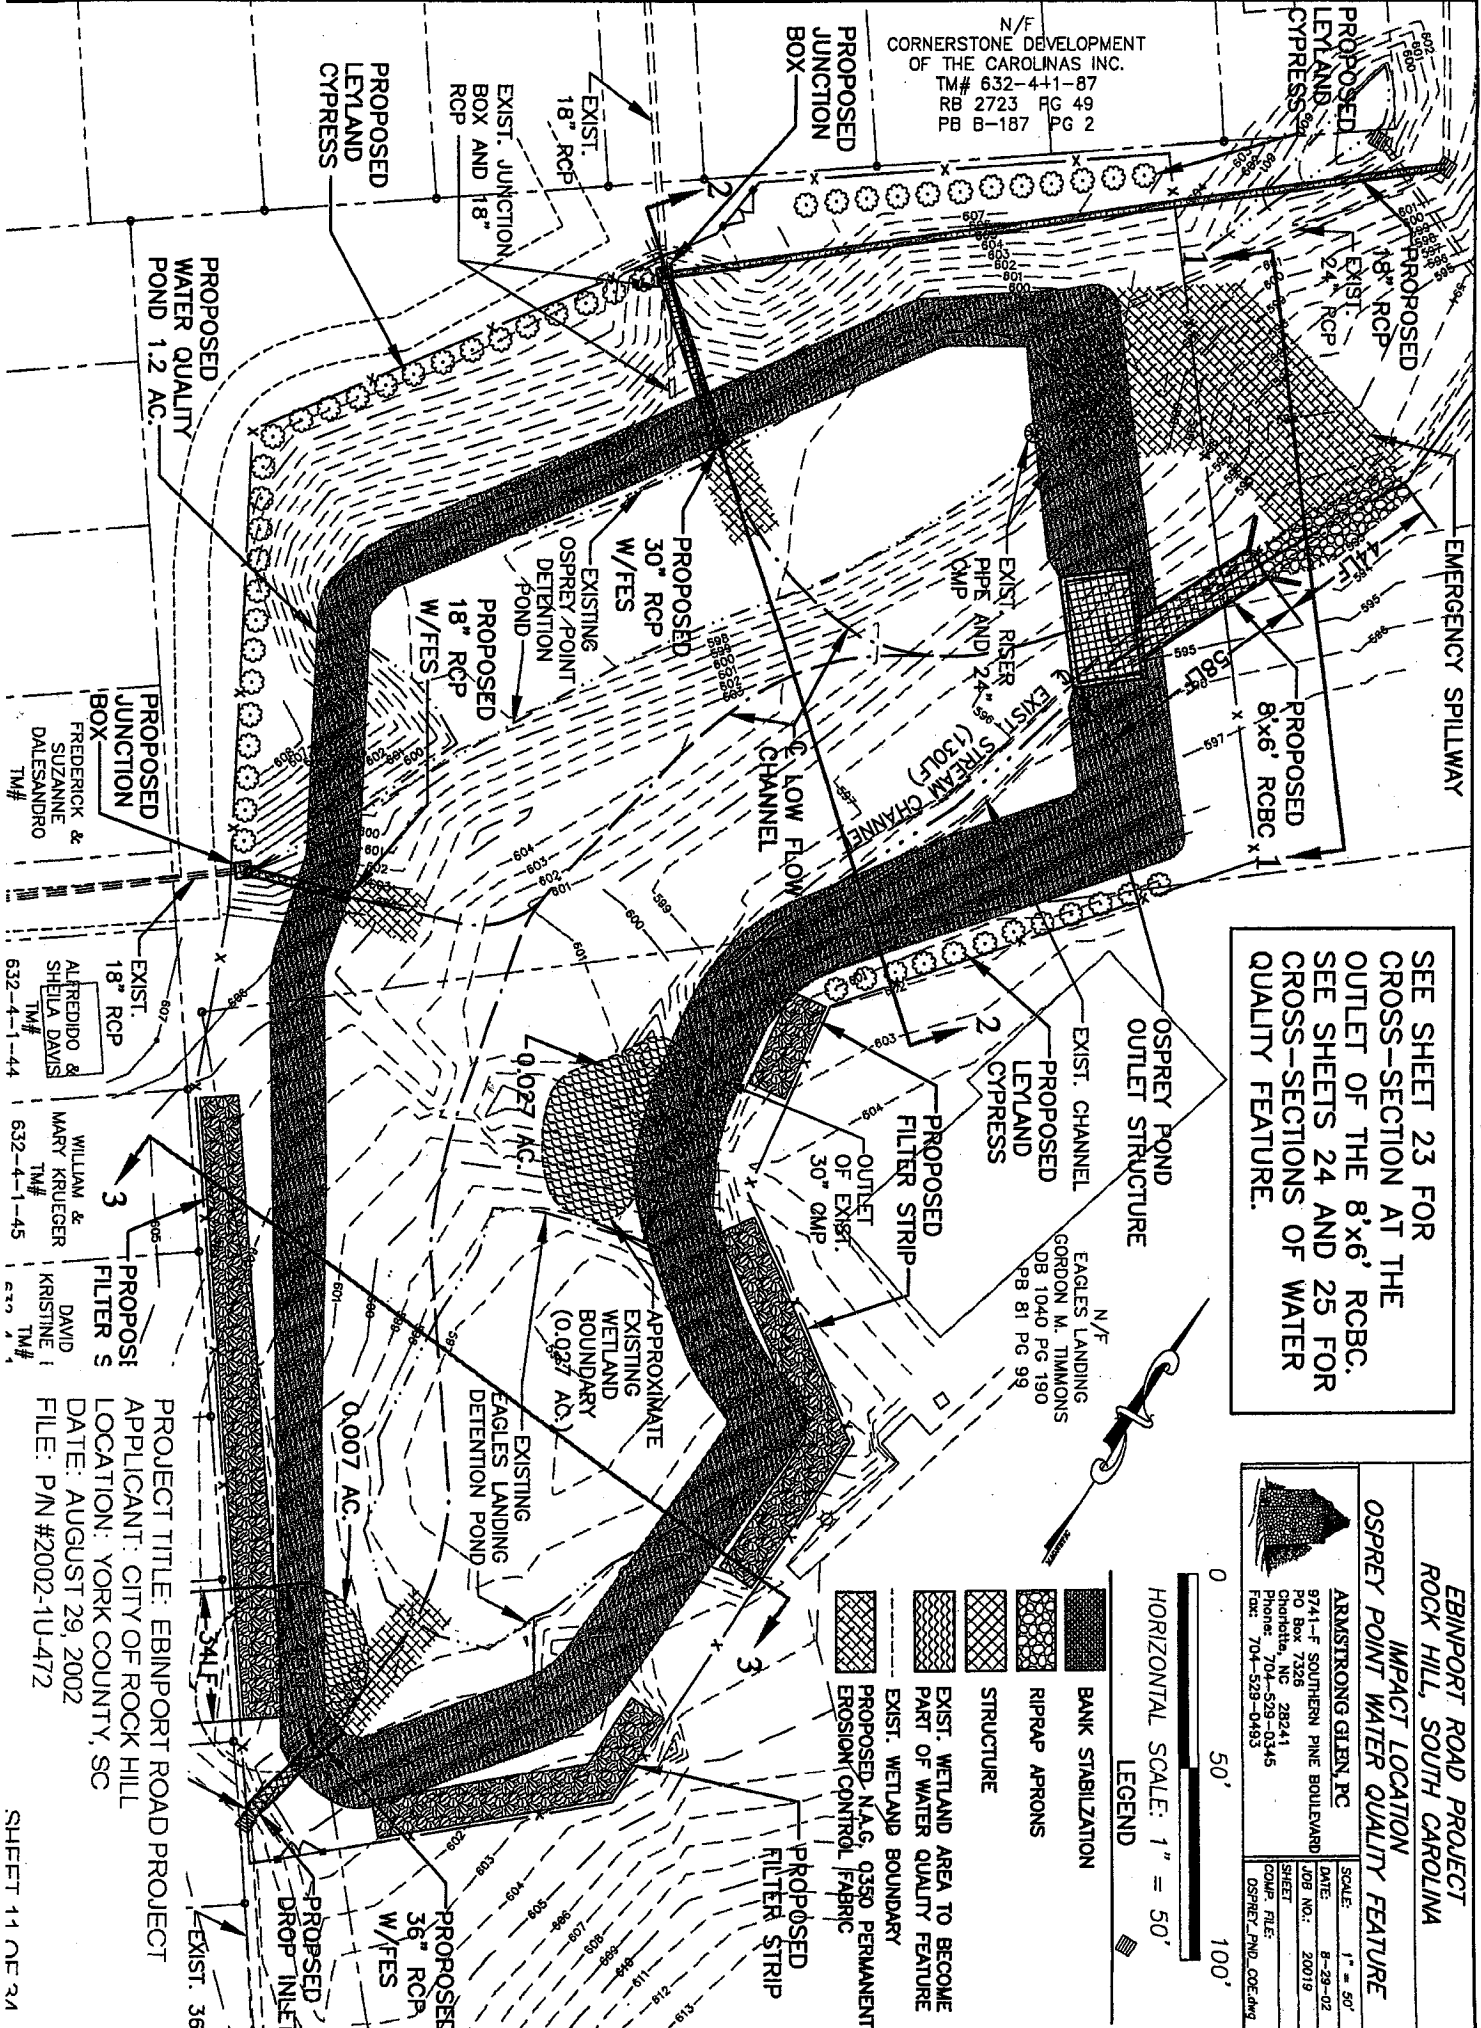 N/F
CORNERSTONE DEVELOPMENT
OF THE CAROLINAS INC.
TM# 632-4-1-87
RB 2723 PG 49
PB B-187 PG 2
PROPOSED
LEYLAND
CYPRESS
PROPOSED
18" RCP
EXIST.
24" RCP
EMERGENCY SPILLWAY
44LF
58LF
PROPOSED
8'x6' RCBC
1
1
PROPOSED
JUNCTION
BOX
EXIST.
18" RCP
EXIST. JUNCTION
BOX AND 18"
RCP
PROPOSED
LEYLAND
CYPRESS
2
PROPOSED
WATER QUALITY
POND 1.2 AC.
EXIST. RISER
PIPE AND 24"
CMP
PROPOSED
30" RCP
W/FES
EXISTING
OSPREY POINT
DETENTION
POND
PROPOSED
18" RCP
W/FES
EXIST.
STREAM CHANNEL
(130LF)
℄ LOW FLOW
CHANNEL
PROPOSED
JUNCTION
BOX
FREDERICK &
SUZANNE
DALESANDRO
TM#
EXIST.
18" RCP
ALFREDIDO &
SHEILA DAVIS
TM#
632-4-1-44
WILLIAM &
MARY KRUEGER
TM#
632-4-1-45
DAVID
KRISTINE
TM#
SEE SHEET 23 FOR
CROSS-SECTION AT THE
OUTLET OF THE 8'x6' RCBC.
SEE SHEETS 24 AND 25 FOR
CROSS-SECTIONS OF WATER
QUALITY FEATURE.
OSPREY POND
OUTLET STRUCTURE
EXIST. CHANNEL
PROPOSED
LEYLAND
CYPRESS
2
PROPOSED
FILTER STRIP
OUTLET
OF EXIST.
30" CMP
N/F
EAGLES LANDING
GORDON M. TIMMONS
DB 1040 PG 190
PB 81 PG 99
0.027 AC.
APPROXIMATE
EXISTING
WETLAND
BOUNDARY
(0.027 AC.)
EXISTING
EAGLES LANDING
DETENTION POND
0.007 AC.
3
3
PROPOSE
FILTER S
34LF
PROPOSED
FILTER STRIP
PROPOSED
36" RCP
W/FES
PROPSED
DROP INLET
EXIST. 36
EBINPORT ROAD PROJECT
ROCK HILL, SOUTH CAROLINA
IMPACT LOCATION
OSPREY POINT WATER QUALITY FEATURE
ARMSTRONG GLEN, PC
9741-F SOUTHERN PINE BOULEVARD
PO Box 7326
Charlotte, NC 28241
Phone: 704-529-0345
Fax: 704-529-0493
SCALE: 1" = 50'
DATE: 8-29-02
JOB NO.: 20019
SHEET
COMP. FILE:
OSPREY_PND_COE.dwg
0 50' 100'
HORIZONTAL SCALE: 1" = 50'
LEGEND
BANK STABILZATION
RIPRAP APRONS
STRUCTURE
EXIST. WETLAND AREA TO BECOME
PART OF WATER QUALITY FEATURE
EXIST. WETLAND BOUNDARY
PROPOSED N.A.G. C350 PERMANENT
EROSION CONTROL FABRIC
PROJECT TITLE: EBINPORT ROAD PROJECT
APPLICANT: CITY OF ROCK HILL
LOCATION: YORK COUNTY, SC
DATE: AUGUST 29, 2002
FILE: P/N #2002-1U-472
SHEET 11 OF 34